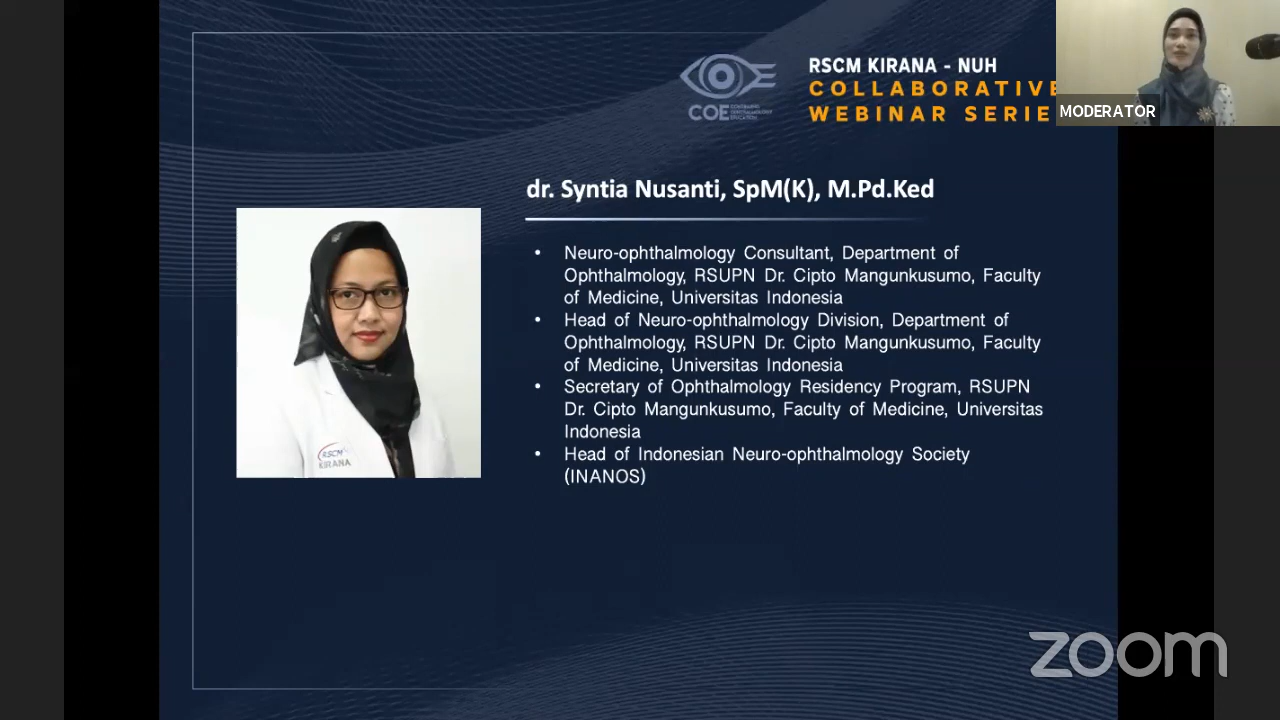 RSCM KIRANA - NUH
COLLABORATIVE
WEBINAR SERIE
COE
CONTINUING
OPHTHALMOLOGY
EDUCATION
MODERATOR
dr. Syntia Nusanti, SpM(K), M.Pd.Ked
• Neuro-ophthalmology Consultant, Department of
Ophthalmology, RSUPN Dr. Cipto Mangunkusumo, Faculty
of Medicine, Universitas Indonesia
• Head of Neuro-ophthalmology Division, Department of
Ophthalmology, RSUPN Dr. Cipto Mangunkusumo, Faculty
of Medicine, Universitas Indonesia
• Secretary of Ophthalmology Residency Program, RSUPN
Dr. Cipto Mangunkusumo, Faculty of Medicine, Universitas
Indonesia
• Head of Indonesian Neuro-ophthalmology Society
(INANOS)
RSCM
KIRANA
zoom